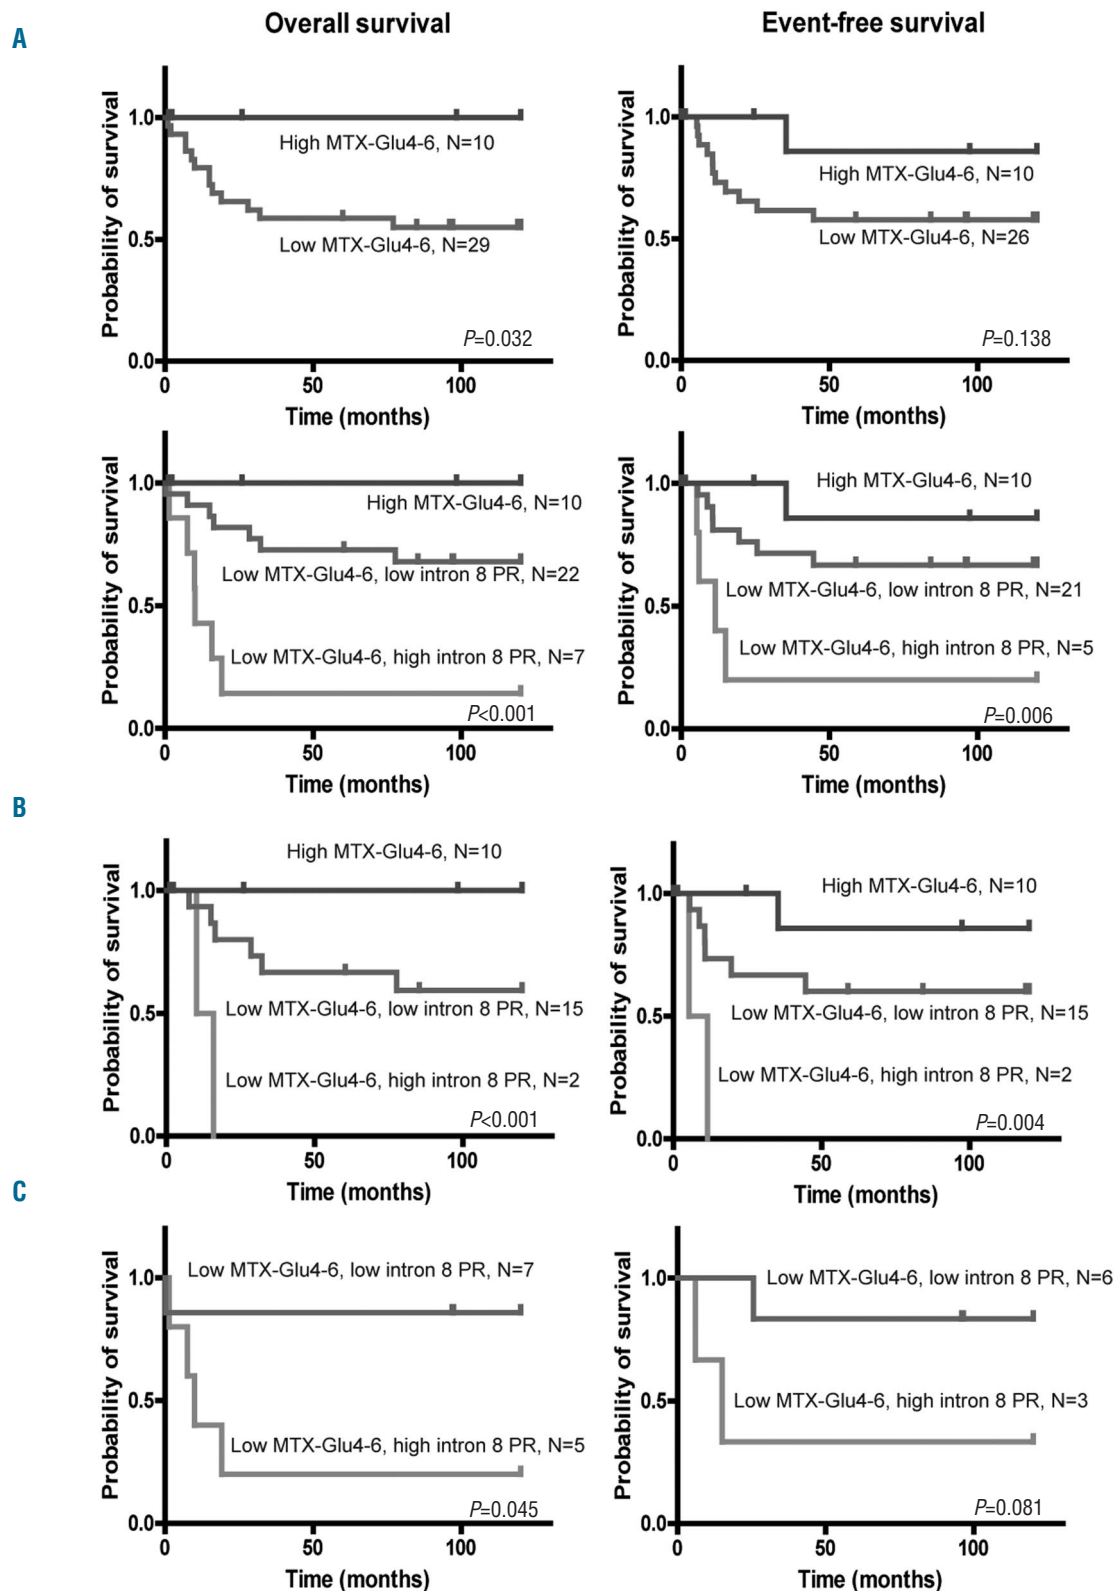 Overall survival
Event-free survival
A
Probability of survival
1.0
0.5
0.0
High MTX-Glu4-6, N=10
Low MTX-Glu4-6, N=29
P=0.032
0
50
100
Time (months)
Probability of survival
1.0
0.5
0.0
High MTX-Glu4-6, N=10
Low MTX-Glu4-6, N=26
P=0.138
0
50
100
Time (months)
Probability of survival
1.0
0.5
0.0
High MTX-Glu4-6, N=10
Low MTX-Glu4-6, low intron 8 PR, N=22
Low MTX-Glu4-6, high intron 8 PR, N=7
P<0.001
0
50
100
Time (months)
Probability of survival
1.0
0.5
0.0
High MTX-Glu4-6, N=10
Low MTX-Glu4-6, low intron 8 PR, N=21
Low MTX-Glu4-6, high intron 8 PR, N=5
P=0.006
0
50
100
Time (months)
B
Probability of survival
1.0
0.5
0.0
High MTX-Glu4-6, N=10
Low MTX-Glu4-6, low intron 8 PR, N=15
Low MTX-Glu4-6, high intron 8 PR, N=2
P<0.001
0
50
100
Time (months)
Probability of survival
1.0
0.5
0.0
High MTX-Glu4-6, N=10
Low MTX-Glu4-6, low intron 8 PR, N=15
Low MTX-Glu4-6, high intron 8 PR, N=2
P=0.004
0
50
100
Time (months)
C
Probability of survival
1.0
0.5
0.0
Low MTX-Glu4-6, low intron 8 PR, N=7
Low MTX-Glu4-6, high intron 8 PR, N=5
P=0.045
0
50
100
Time (months)
Probability of survival
1.0
0.5
0.0
Low MTX-Glu4-6, low intron 8 PR, N=6
Low MTX-Glu4-6, high intron 8 PR, N=3
P=0.081
0
50
100
Time (months)